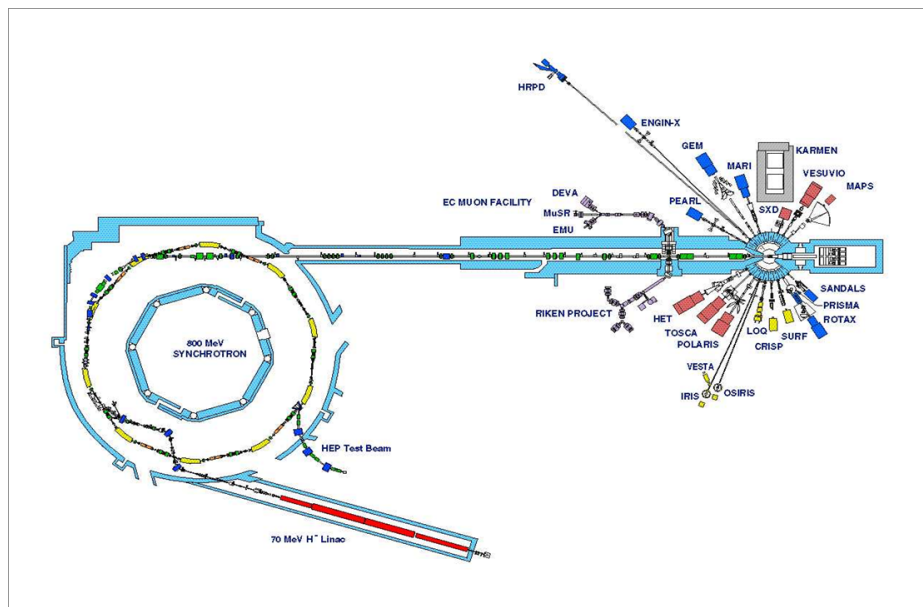 HRPD
ENGIN-X
GEM
MARI
KARMEN
VESUVIO
MAPS
SXD
PEARL
DEVA
EC MUON FACILITY
MuSR
EMU
RIKEN PROJECT
HET
TOSCA
POLARIS
LOQ
CRISP
SURF
ROTAX
PRISMA
SANDALS
VESTA
IRIS
OSIRIS
800 MeV
SYNCHROTRON
HEP Test Beam
70 MeV H⁻ Linac